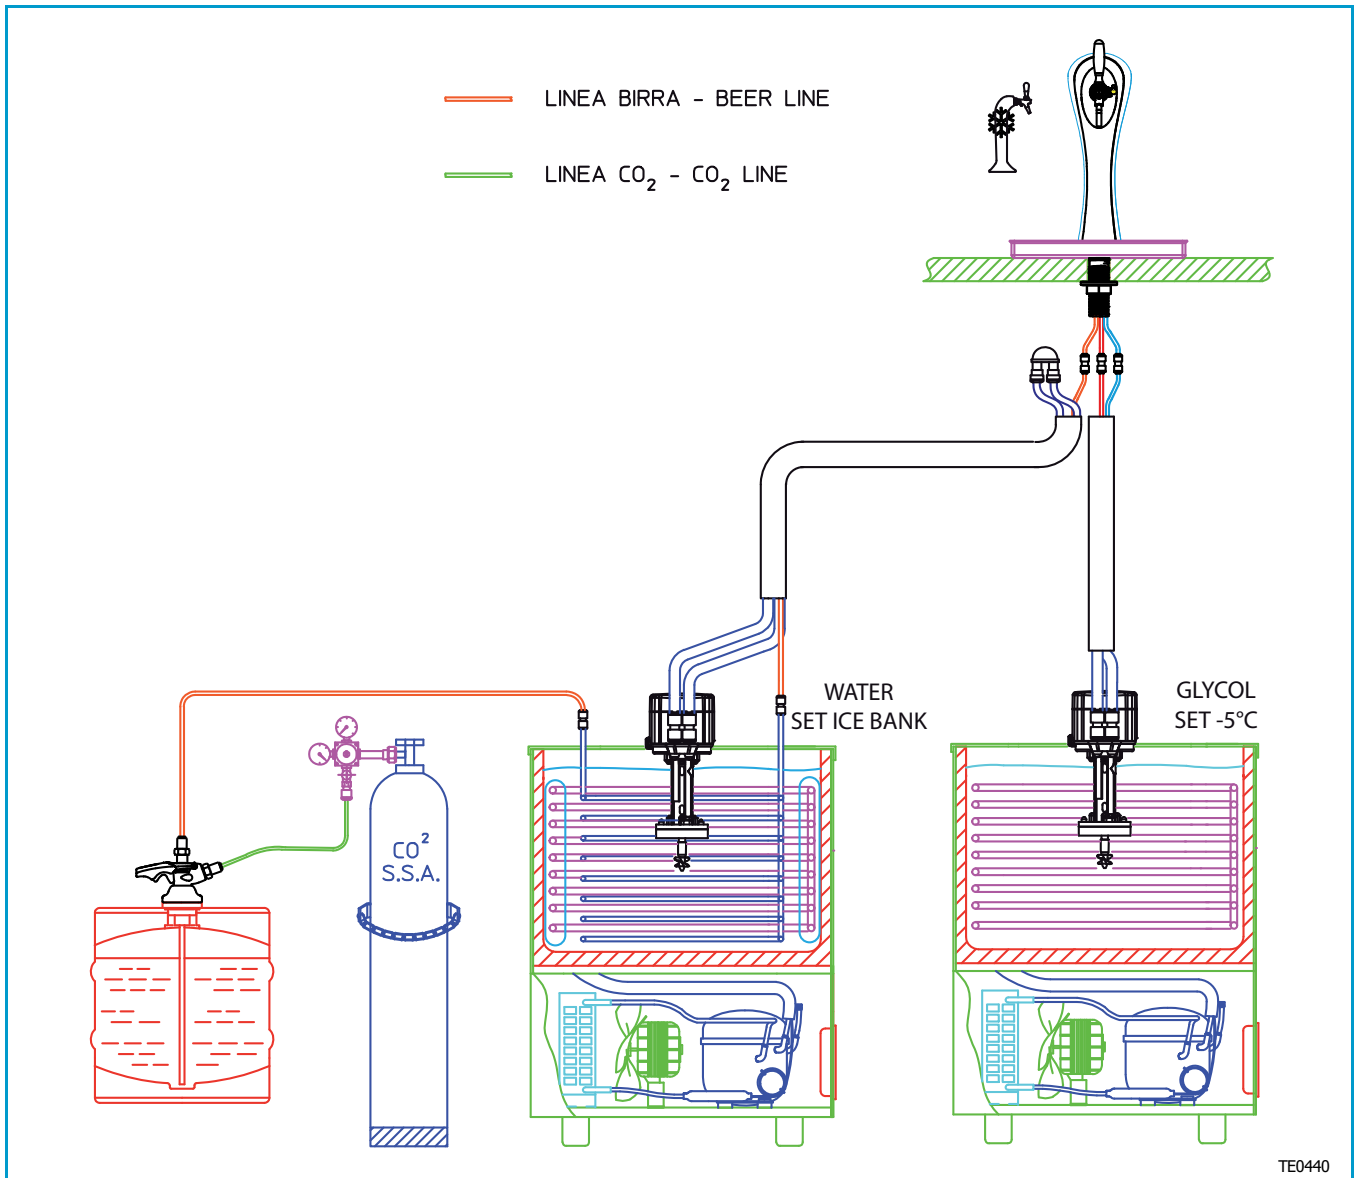 LINEA BIRRA - BEER LINE
LINEA CO₂ - CO₂ LINE
WATER
SET ICE BANK
GLYCOL
SET -5°C
CO²
S.S.A.
TE0440